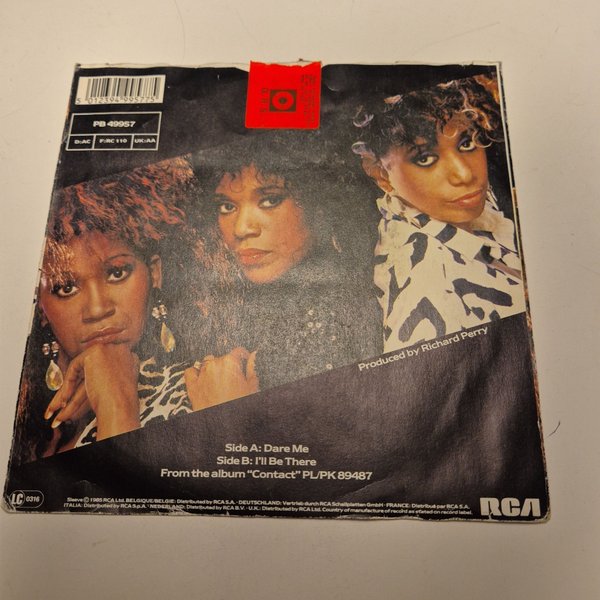 5 012394 995775
PB 49957
D:AC F:RC 110 UK:AA
Produced by Richard Perry
Side A: Dare Me
Side B: I'll Be There
From the album "Contact" PL/PK 89487
LC 0316
Sleeve © 1985 RCA Ltd. BELGIQUE/BELGIE: Distributed by RCA S.A. - DEUTSCHLAND: Vertrieb durch RCA Schallplatten GmbH - FRANCE: Distribué par RCA S.A.
ITALIA: Distributed by RCA S.p.A. - NEDERLAND: Distributed by RCA B.V. - U.K.: Distributed by RCA Ltd. Country of manufacture of record as stated on record label.
RCA